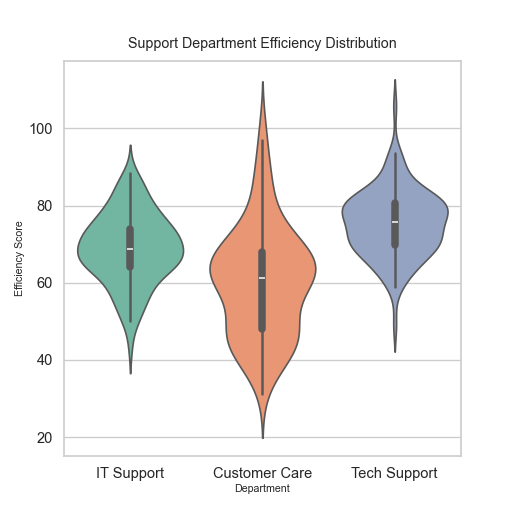 Support Department Efficiency Distribution
Efficiency Score
100
80
60
40
20
IT Support
Customer Care
Tech Support
Department